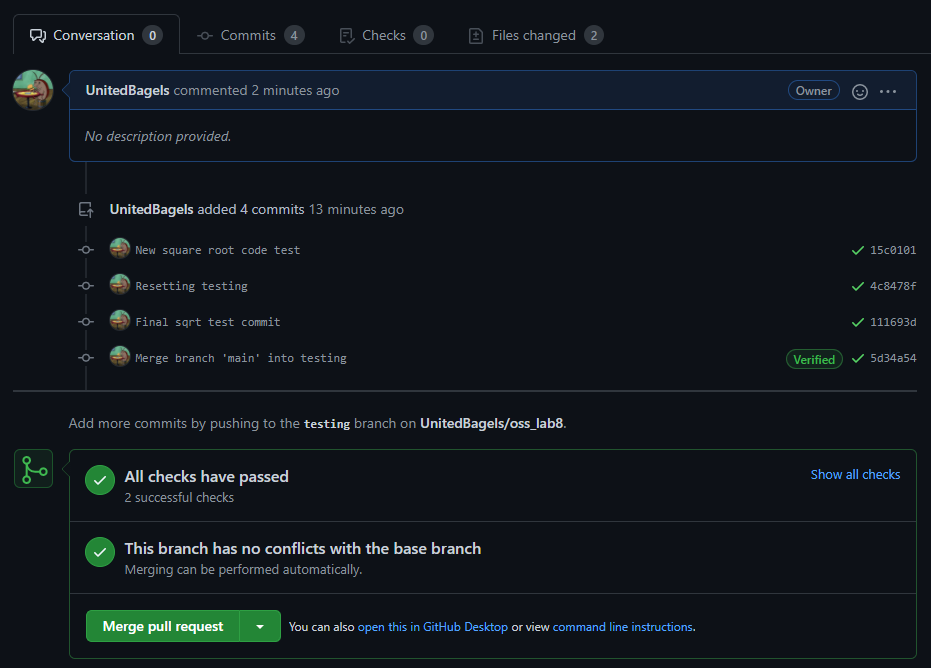 Conversation 0 Commits 4 Checks 0 Files changed 2
UnitedBagels commented 2 minutes ago Owner
No description provided.
UnitedBagels added 4 commits 13 minutes ago
New square root code test 15c0101
Resetting testing 4c8478f
Final sqrt test commit 111693d
Merge branch 'main' into testing Verified 5d34a54
Add more commits by pushing to the testing branch on UnitedBagels/oss_lab8.
All checks have passed Show all checks
2 successful checks
This branch has no conflicts with the base branch
Merging can be performed automatically.
Merge pull request You can also open this in GitHub Desktop or view command line instructions.